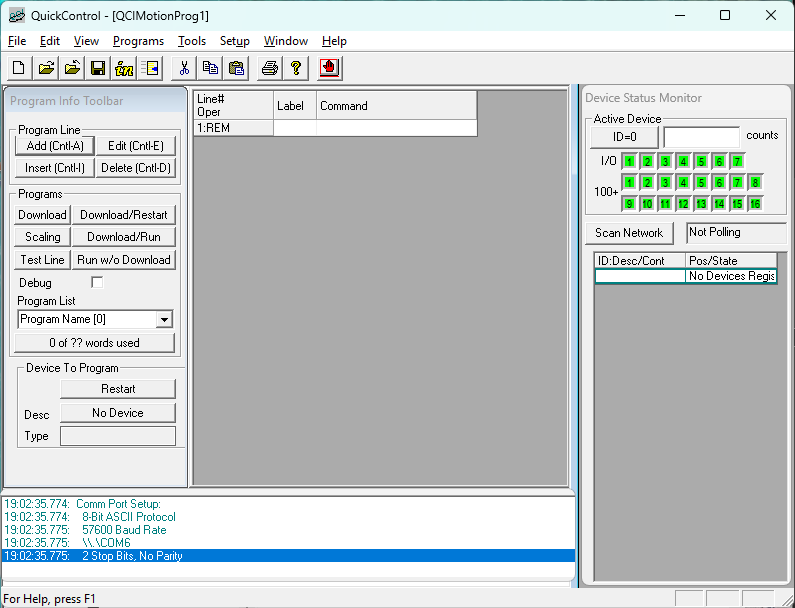 QuickControl - [QCIMotionProg1]
File Edit View Programs Tools Setup Window Help
Program Info Toolbar
Program Line
Add (Cntl-A) Edit (Cntl-E)
Insert (Cntl-I) Delete (Cntl-D)
Programs
Download Download/Restart
Scaling Download/Run
Test Line Run w/o Download
Debug
Program List
Program Name [0]
0 of ?? words used
Device To Program
Restart
Desc No Device
Type
Line#
Oper Label Command
1:REM
Device Status Monitor
Active Device
ID=0 counts
I/O 1 2 3 4 5 6 7
100+ 1 2 3 4 5 6 7 8
9 10 11 12 13 14 15 16
Scan Network Not Polling
ID:Desc/Cont Pos/State
No Devices Regis
19:02:35.774: Comm Port Setup:
19:02:35.774: 8-Bit ASCII Protocol
19:02:35.775: 57600 Baud Rate
19:02:35.775: \\.\COM6
19:02:35.775: 2 Stop Bits, No Parity
For Help, press F1